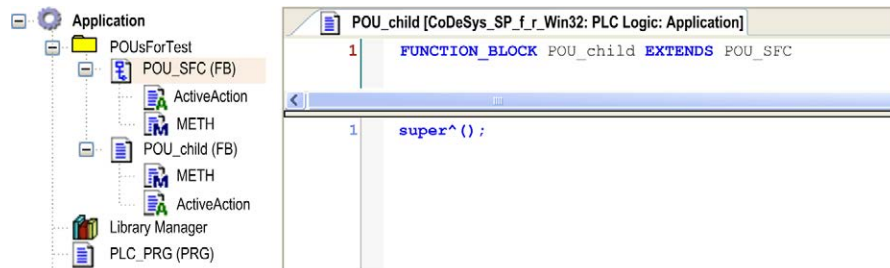 Application
POUsForTest
POU_SFC (FB)
ActiveAction
METH
POU_child (FB)
METH
ActiveAction
Library Manager
PLC_PRG (PRG)
POU_child [CoDeSys_SP_f_r_Win32: PLC Logic: Application]
1 FUNCTION_BLOCK POU_child EXTENDS POU_SFC
1 super^();